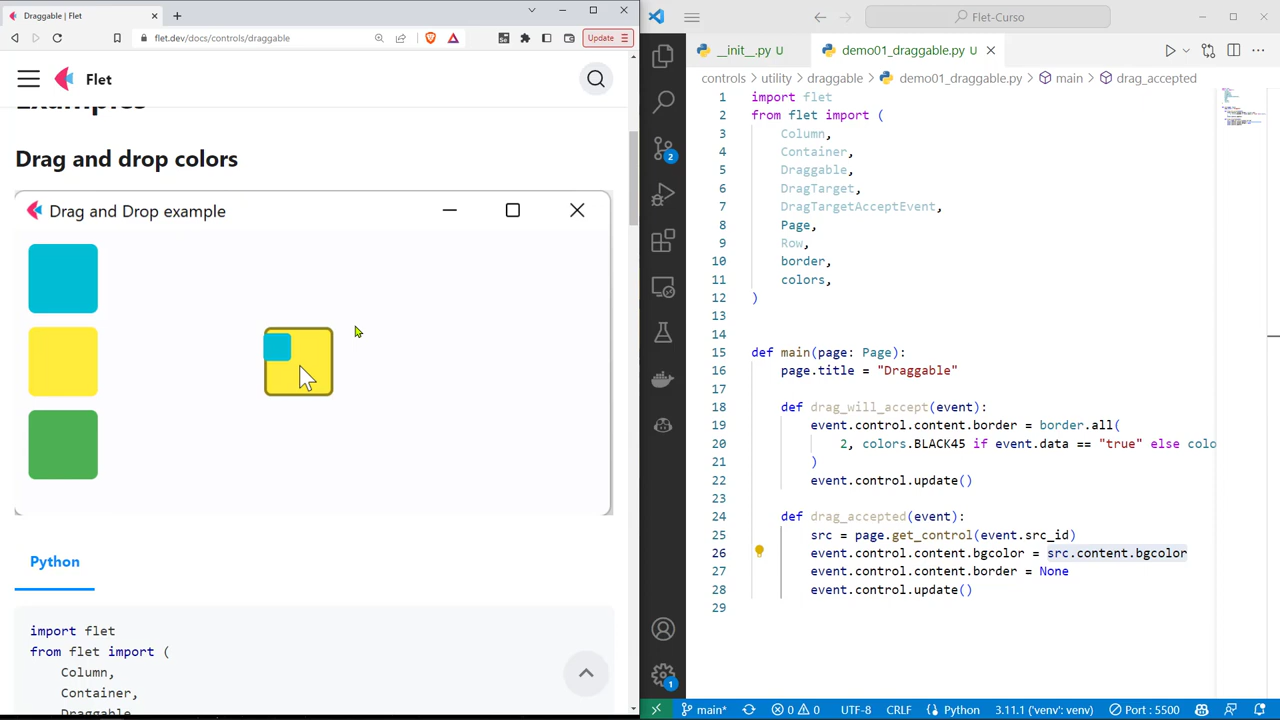 Draggable | Flet
flet.dev/docs/controls/draggable
Update
Flet
Examples
Drag and drop colors
Drag and Drop example
Python
import flet
from flet import (
Column,
Container,
Draggable
Flet-Curso
__init__.py U
demo01_draggable.py U
controls utility draggable demo01_draggable.py main drag_accepted
1 import flet
2 from flet import (
3 Column,
4 Container,
5 Draggable,
6 DragTarget,
7 DragTargetAcceptEvent,
8 Page,
9 Row,
10 border,
11 colors,
12 )
13
14
15 def main(page: Page):
16 page.title = "Draggable"
17
18 def drag_will_accept(event):
19 event.control.content.border = border.all(
20 2, colors.BLACK45 if event.data == "true" else colo
21 )
22 event.control.update()
23
24 def drag_accepted(event):
25 src = page.get_control(event.src_id)
26 event.control.content.bgcolor = src.content.bgcolor
27 event.control.content.border = None
28 event.control.update()
29
2
1
main* 0 0 UTF-8 CRLF Python 3.11.1 ('venv': venv) Port : 5500